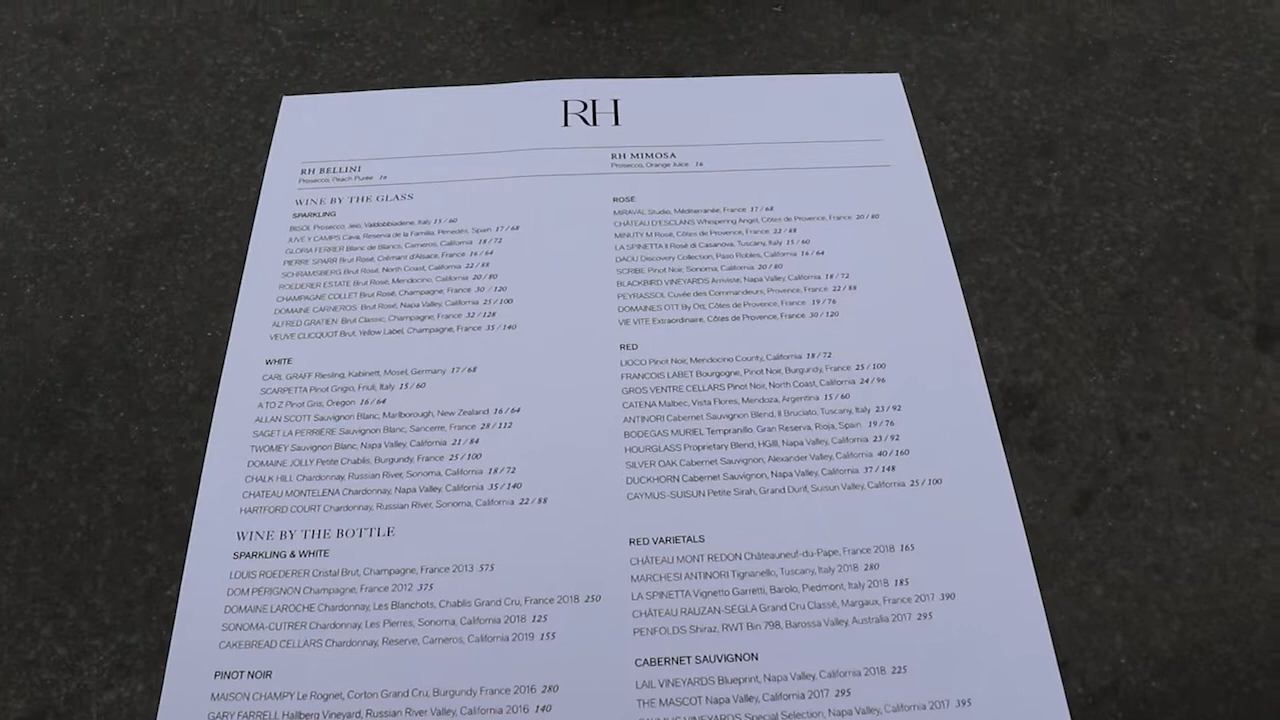 RH
RH BELLINI
Prosecco, Peach Purée 16
RH MIMOSA
Prosecco, Orange Juice 16
WINE BY THE GLASS
SPARKLING
BISOL Prosecco, Jeio, Valdobbiadene, Italy 15 / 60
JUVE Y CAMPS Cava, Reserva de la Familia, Penedès, Spain 17 / 68
GLORIA FERRER Blanc de Blancs, Carneros, California 18 / 72
PIERRE SPARR Brut Rosé, Crémant d'Alsace, France 16 / 64
SCHRAMSBERG Brut Rosé, North Coast, California 22 / 88
ROEDERER ESTATE Brut Rosé, Mendocino, California 20 / 80
CHAMPAGNE COLLET Brut Rosé, Champagne, France 30 / 120
DOMAINE CARNEROS Brut Rosé, Napa Valley, California 25 / 100
ALFRED GRATIEN Brut Classic, Champagne, France 32 / 128
VEUVE CLICQUOT Brut, Yellow Label, Champagne, France 35 / 140
WHITE
CARL GRAFF Riesling, Kabinett, Mosel, Germany 17 / 68
SCARPETTA Pinot Grigio, Friuli, Italy 15 / 60
A TO Z Pinot Gris, Oregon 16 / 64
ALLAN SCOTT Sauvignon Blanc, Marlborough, New Zealand 16 / 64
SAGET LA PERRIÈRE Sauvignon Blanc, Sancerre, France 28 / 112
TWOMEY Sauvignon Blanc, Napa Valley, California 21 / 84
DOMAINE JOLLY Petite Chablis, Burgundy, France 25 / 100
CHALK HILL Chardonnay, Russian River, Sonoma, California 18 / 72
CHATEAU MONTELENA Chardonnay, Napa Valley, California 35 / 140
HARTFORD COURT Chardonnay, Russian River, Sonoma, California 22 / 88
ROSÉ
MIRAVAL Studio, Méditerranée, France 17 / 68
CHÂTEAU D'ESCLANS Whispering Angel, Côtes de Provence, France 20 / 80
MINUTY M Rosé, Côtes de Provence, France 22 / 88
LA SPINETTA Il Rosé di Casanova, Tuscany, Italy 15 / 60
DAOU Discovery Collection, Paso Robles, California 16 / 64
SCRIBE Pinot Noir, Sonoma, California 20 / 80
BLACKBIRD VINEYARDS Arriviste, Napa Valley, California 18 / 72
PEYRASSOL Cuvée des Commandeurs, Provence, France 22 / 88
DOMAINES OTT By Ott, Côtes de Provence, France 19 / 76
VIE VITE Extraordinaire, Côtes de Provence, France 30 / 120
RED
LIOCO Pinot Noir, Mendocino County, California 18 / 72
FRANCOIS LABET Bourgogne, Pinot Noir, Burgundy, France 25 / 100
GROS VENTRE CELLARS Pinot Noir, North Coast, California 24 / 96
CATENA Malbec, Vista Flores, Mendoza, Argentina 15 / 60
ANTINORI Cabernet Sauvignon Blend, Il Bruciato, Tuscany, Italy 23 / 92
BODEGAS MURIEL Tempranillo, Gran Reserva, Rioja, Spain 19 / 76
HOURGLASS Proprietary Blend, HGIII, Napa Valley, California 23 / 92
SILVER OAK Cabernet Sauvignon, Alexander Valley, California 40 / 160
DUCKHORN Cabernet Sauvignon, Napa Valley, California 37 / 148
CAYMUS-SUISUN Petite Sirah, Grand Durif, Suisun Valley, California 25 / 100
WINE BY THE BOTTLE
SPARKLING & WHITE
LOUIS ROEDERER Cristal Brut, Champagne, France 2013 575
DOM PÉRIGNON Champagne, France 2012 375
DOMAINE LAROCHE Chardonnay, Les Blanchots, Chablis Grand Cru, France 2018 250
SONOMA-CUTRER Chardonnay, Les Pierres, Sonoma, California 2018 125
CAKEBREAD CELLARS Chardonnay, Reserve, Carneros, California 2019 155
PINOT NOIR
MAISON CHAMPY Le Rognet, Corton Grand Cru, Burgundy France 2016 280
GARY FARRELL Hallberg Vineyard, Russian River Valley, California 2016 140
RED VARIETALS
CHÂTEAU MONT REDON Châteauneuf-du-Pape, France 2018 165
MARCHESI ANTINORI Tignanello, Tuscany, Italy 2018 280
LA SPINETTA Vignetto Garretti, Barolo, Piedmont, Italy 2018 185
CHÂTEAU RAUZAN-SÉGLA Grand Cru Classé, Margaux, France 2017 390
PENFOLDS Shiraz, RWT Bin 798, Barossa Valley, Australia 2017 295
CABERNET SAUVIGNON
LAIL VINEYARDS Blueprint, Napa Valley, California 2018 225
THE MASCOT Napa Valley, California 2017 295
CAYMUS VINEYARDS Special Selection, Napa Valley, California 2017 395